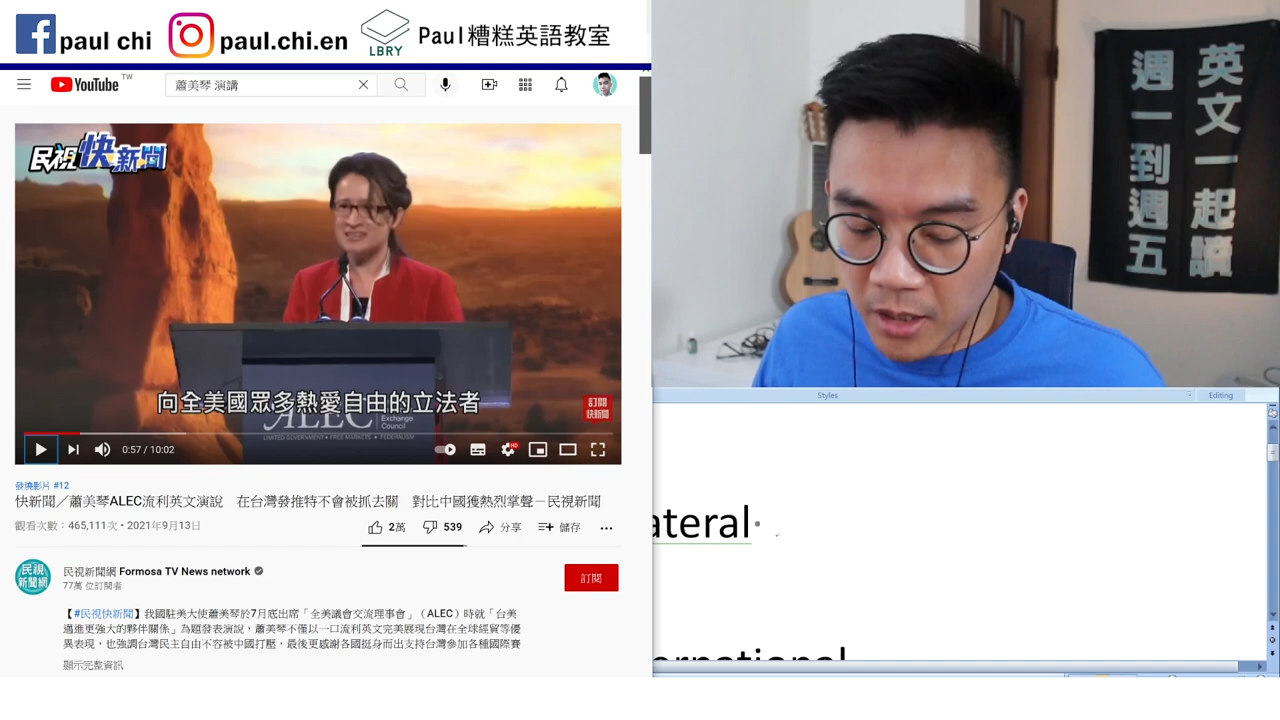 paul chi
paul.chi.en
LBRY
Paul糟糕英語教室
YouTube TW
蕭美琴 演講
民視快新聞
向全美國眾多熱愛自由的立法者
ALEC
Exchange
Council
LIMITED GOVERNMENT • FREE MARKETS • FEDERALISM
訂閱
快新聞
0:57 / 10:02
HD
發燒影片 #12
快新聞／蕭美琴ALEC流利英文演說 在台灣發推特不會被抓去關 對比中國獲熱烈掌聲－民視新聞
觀看次數：465,111次 • 2021年9月13日
2萬
539
分享
儲存
民視新聞網
民視新聞網 Formosa TV News network
77萬 位訂閱者
訂閱
【#民視快新聞】我國駐美大使蕭美琴於7月底出席「全美議會交流理事會」（ALEC）時就「台美
邁進更強大的夥伴關係」為題發表演說，蕭美琴不僅以一口流利英文完美展現台灣在全球經貿等優
異表現，也強調台灣民主自由不容被中國打壓，最後更感謝各國挺身而出支持台灣參加各種國際賽
顯示完整資訊
英文一起讀
週一到週五
Styles
Editing
ateral
ernational